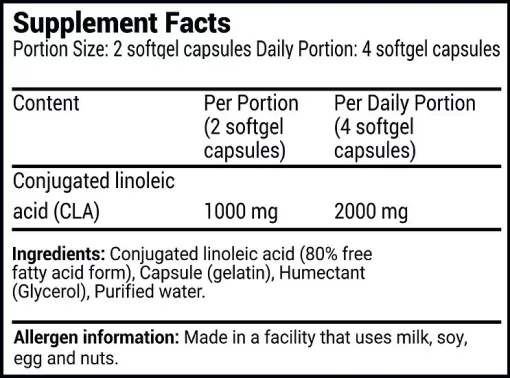 Supplement Facts
Portion Size: 2 softgel capsules Daily Portion: 4 softgel capsules
Content
Per Portion
(2 softgel
capsules)
Per Daily Portion
(4 softgel
capsules)
Conjugated linoleic
acid (CLA) 1000 mg 2000 mg
Ingredients: Conjugated linoleic acid (80% free
fatty acid form), Capsule (gelatin), Humectant
(Glycerol), Purified water.
Allergen information: Made in a facility that uses milk, soy,
egg and nuts.